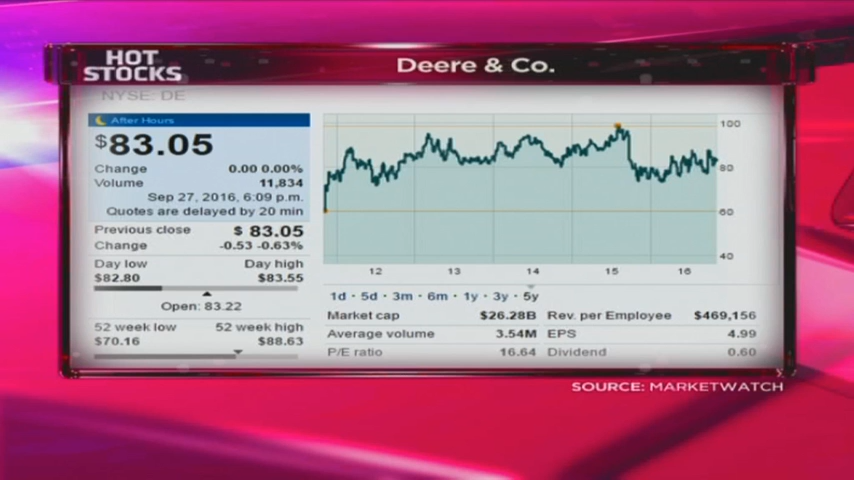 HOT
STOCKS
Deere & Co.
NYSE: DE
After Hours
$83.05
Change 0.00 0.00%
Volume 11,834
Sep 27, 2016, 6:09 p.m.
Quotes are delayed by 20 min
Previous close $ 83.05
Change -0.53 -0.63%
Day low Day high
$82.80 $83.55
Open: 83.22
52 week low 52 week high
$70.16 $88.63
100
80
60
40
12 13 14 15 16
1d · 5d · 3m · 6m · 1y · 3y · 5y
Market cap $26.28B Rev. per Employee $469,156
Average volume 3.54M EPS 4.99
P/E ratio 16.64 Dividend 0.60
SOURCE: MARKETWATCH